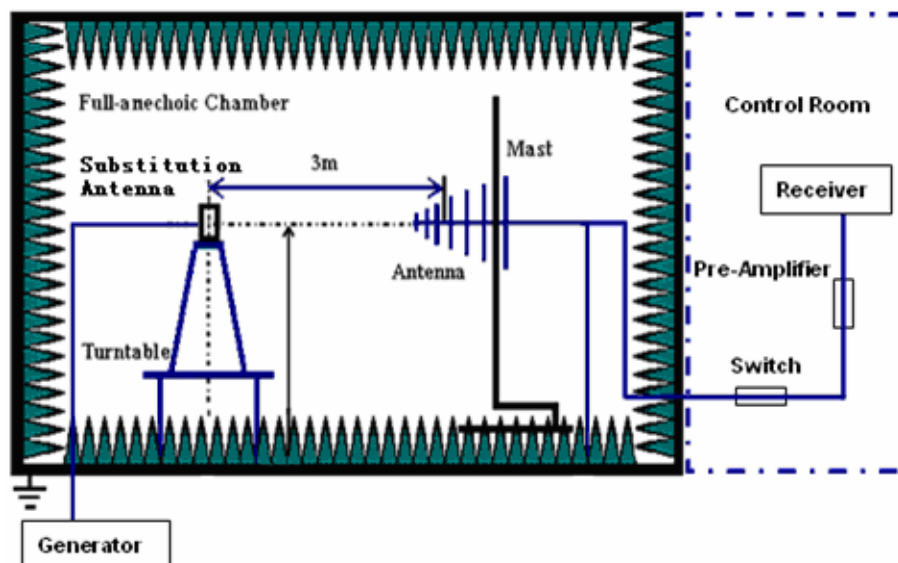 Full-anechoic Chamber
Control Room
Substitution
Antenna
3m
Mast
Receiver
Antenna
Pre-Amplifier
Turntable
Switch
Generator